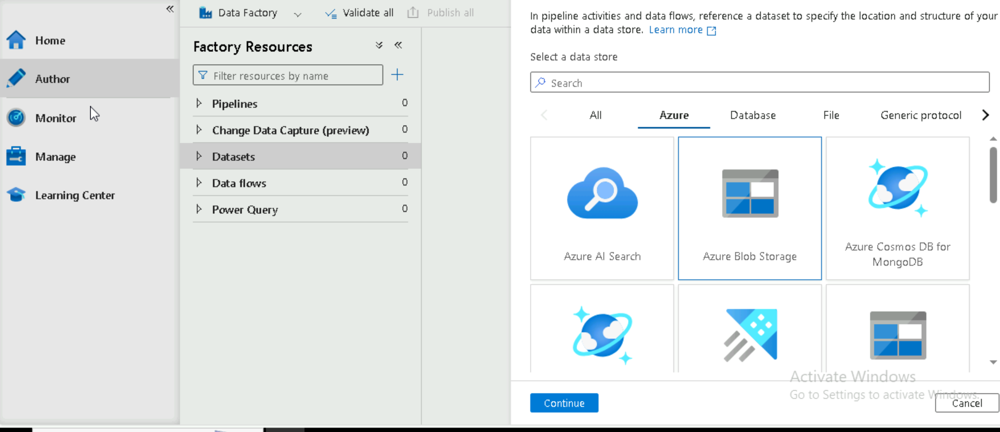 Home
Author
Monitor
Manage
Learning Center
Data Factory
Validate all
Publish all
Factory Resources
Filter resources by name
Pipelines 0
Change Data Capture (preview) 0
Datasets 0
Data flows 0
Power Query 0
In pipeline activities and data flows, reference a dataset to specify the location and structure of your
data within a data store. Learn more
Select a data store
Search
All Azure Database File Generic protocol
Azure AI Search
Azure Blob Storage
Azure Cosmos DB for
MongoDB
Activate Windows
Go to Settings to activate Windows.
Continue
Cancel